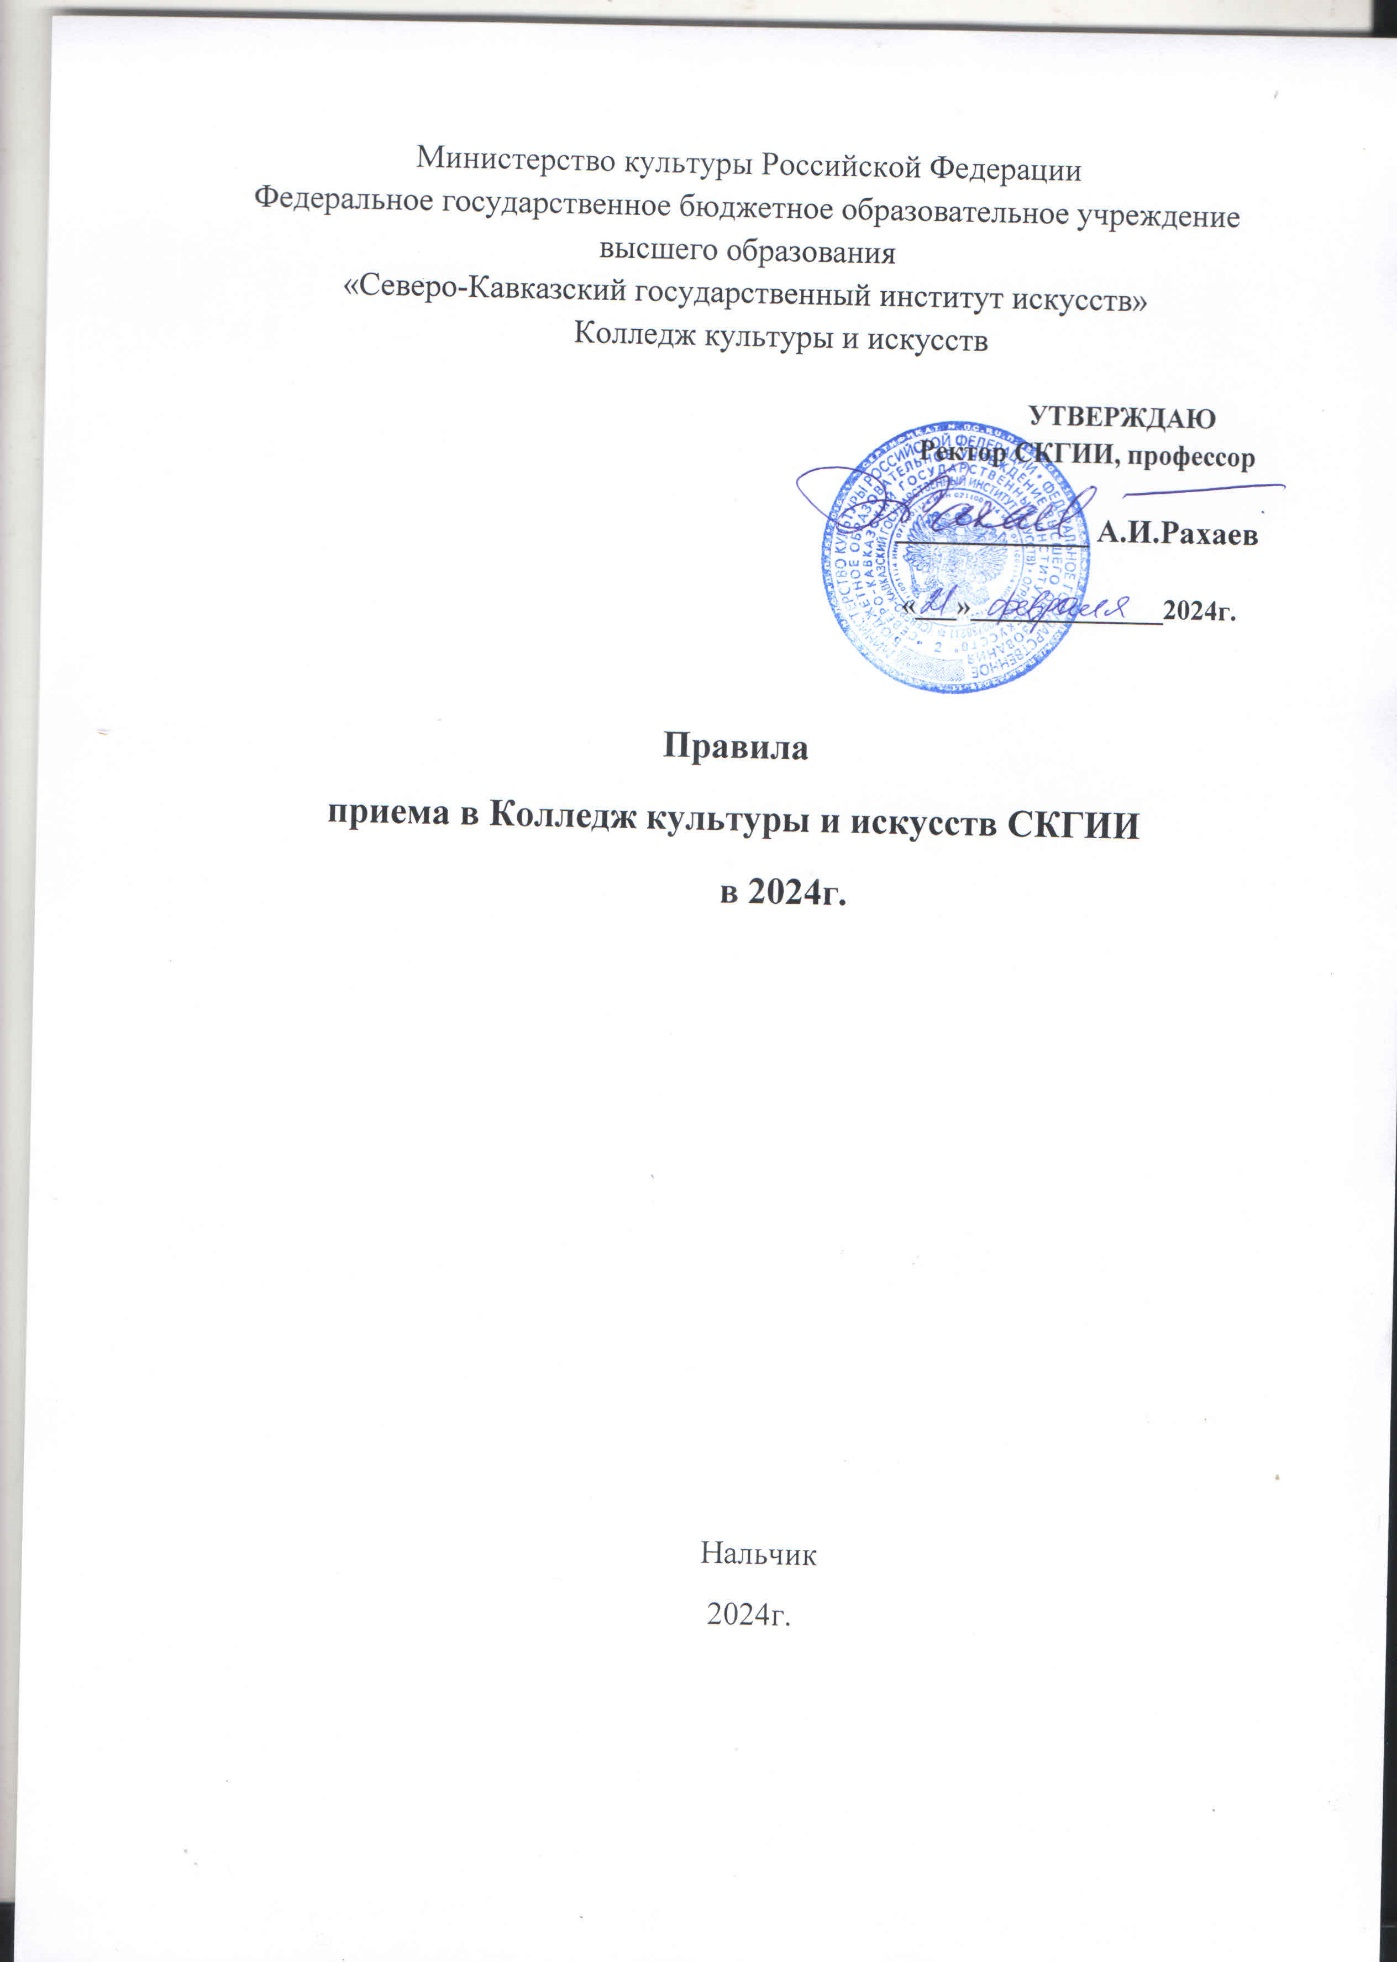 Министерство культуры Российской Федерации
Федеральное государственное бюджетное образовательное учреждение
высшего образования
«Северо-Кавказский государственный институт искусств»
Колледж культуры и искусств
УТВЕРЖДАЮ
Ректор СКГИИ, профессор
А.И.Рахаев
«21» февраля 2024г.
Правила
приема в Колледж культуры и искусств СКГИИ
в 2024г.
Нальчик
2024г.